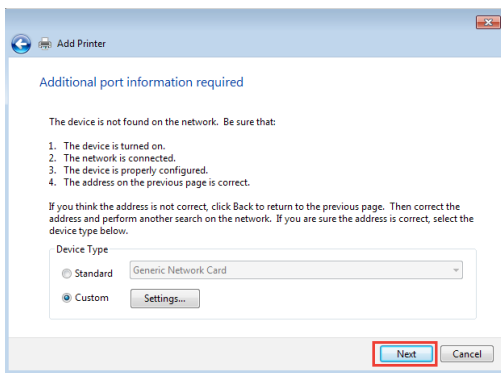 Add Printer
Additional port information required
The device is not found on the network. Be sure that:
1. The device is turned on.
2. The network is connected.
3. The device is properly configured.
4. The address on the previous page is correct.
If you think the address is not correct, click Back to return to the previous page. Then correct the
address and perform another search on the network. If you are sure the address is correct, select the
device type below.
Device Type
Standard Generic Network Card
Custom Settings...
Next Cancel